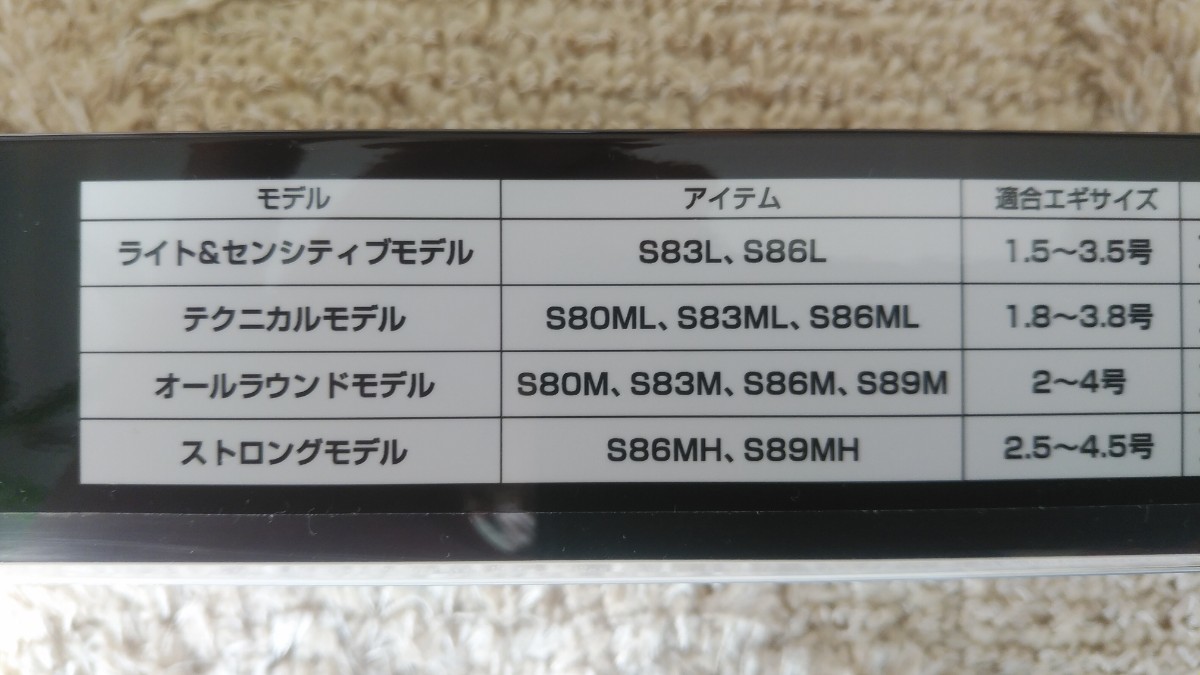 モデル アイテム 適合エギサイズ
ライト&センシティブモデル S83L、S86L 1.5〜3.5号
テクニカルモデル S80ML、S83ML、S86ML 1.8〜3.8号
オールラウンドモデル S80M、S83M、S86M、S89M 2〜4号
ストロングモデル S86MH、S89MH 2.5〜4.5号